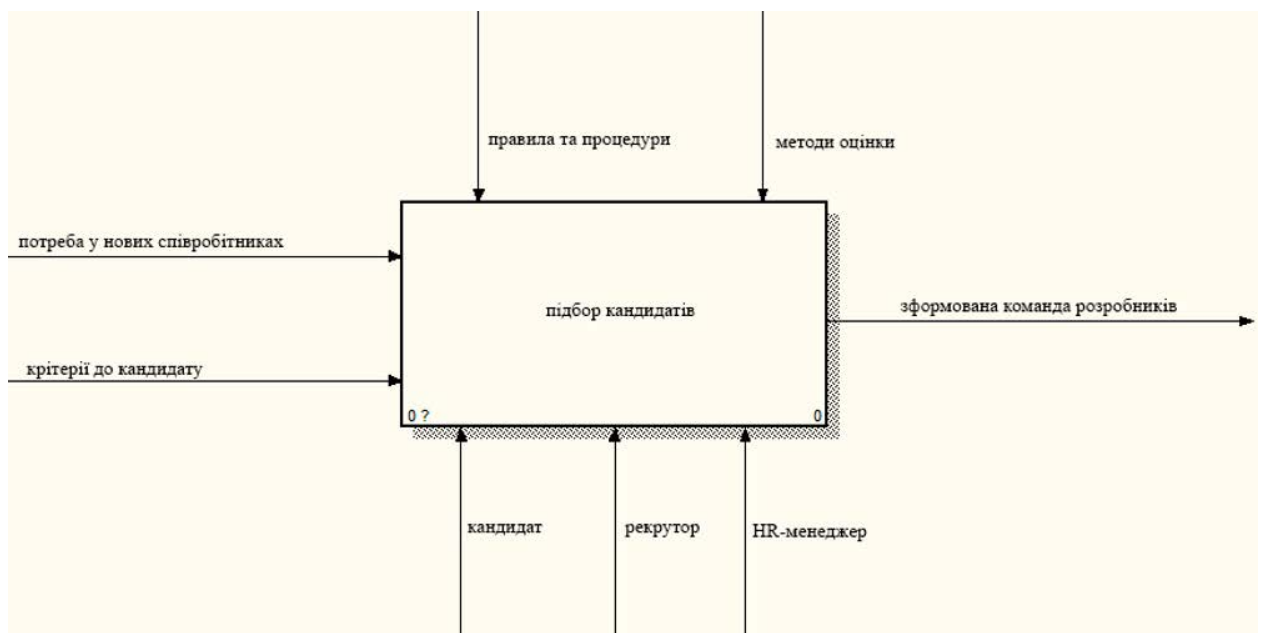 правила та процедури
методи оцінки
потреба у нових співробітниках
підбор кандидатів
зформована команда розробників
крітерії до кандидату
0 ?
0
кандидат
рекрутор
HR-менеджер